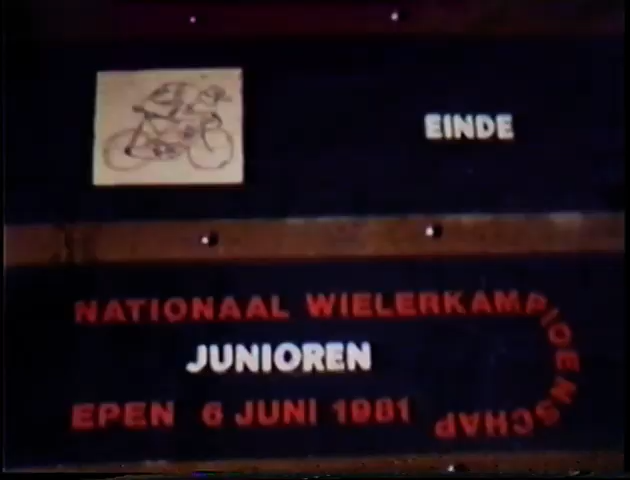 EINDE
NATIONAAL WIELERKAMPIOENSCHAP
JUNIOREN
EPEN 6 JUNI 1981